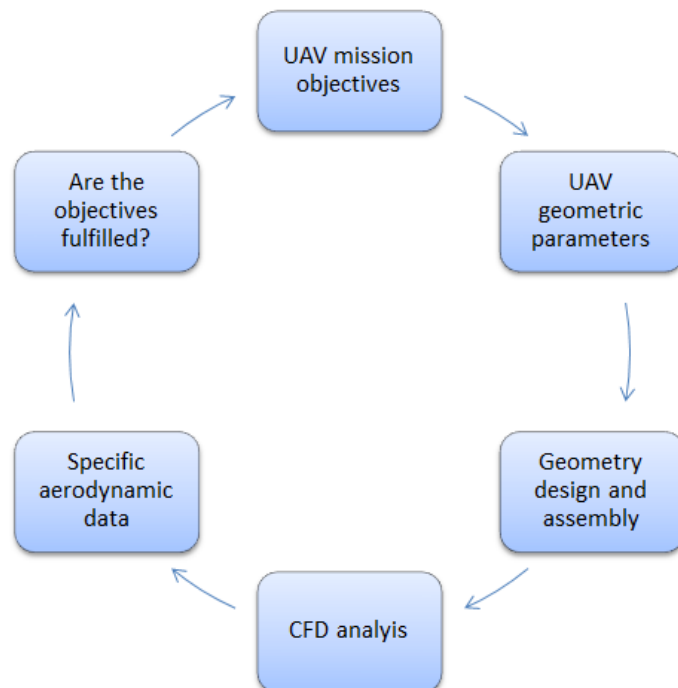 UAV mission
objectives
UAV
geometric
parameters
Geometry
design and
assembly
CFD analyis
Specific
aerodynamic
data
Are the
objectives
fulfilled?